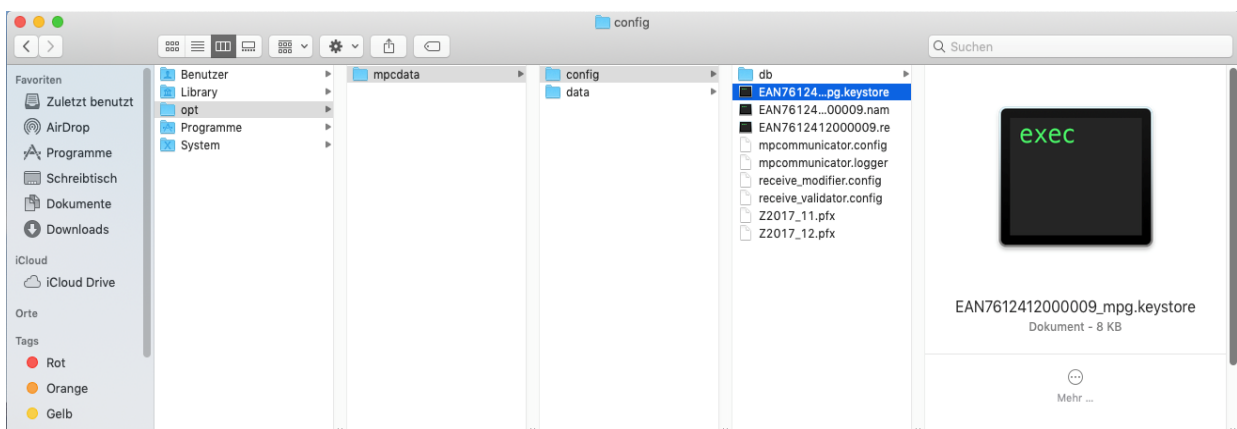 config
Suchen
Favoriten
Zuletzt benutzt
AirDrop
Programme
Schreibtisch
Dokumente
Downloads
iCloud
iCloud Drive
Orte
Tags
Rot
Orange
Gelb
Benutzer
Library
opt
Programme
System
mpcdata
config
data
db
EAN76124...pg.keystore
EAN76124...00009.nam
EAN7612412000009.re
mpcommunicator.config
mpcommunicator.logger
receive_modifier.config
receive_validator.config
Z2017_11.pfx
Z2017_12.pfx
exec
EAN7612412000009_mpg.keystore
Dokument - 8 KB
Mehr ...